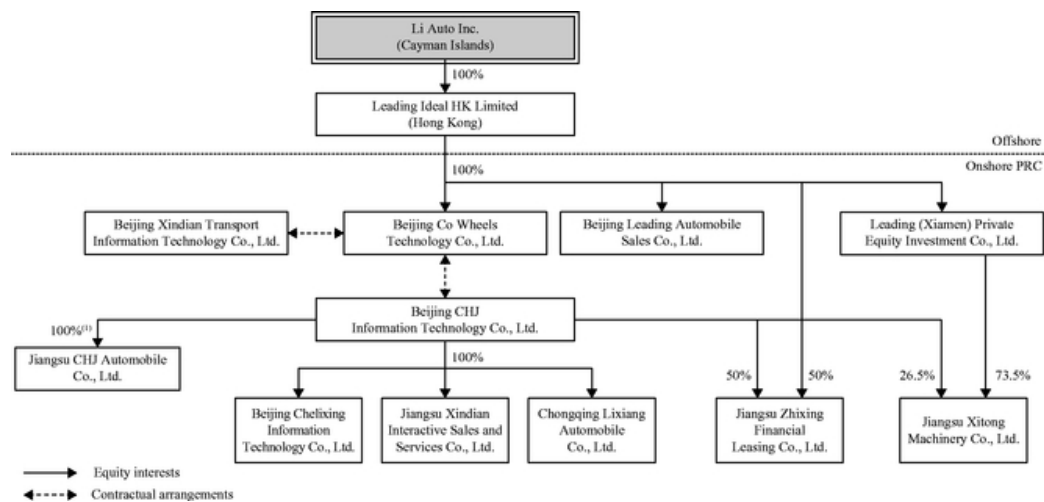 Li Auto Inc.
(Cayman Islands)
100%
Leading Ideal HK Limited
(Hong Kong)
Offshore
Onshore PRC
100%
Beijing Xindian Transport
Information Technology Co., Ltd.
Beijing Co Wheels
Technology Co., Ltd.
Beijing Leading Automobile
Sales Co., Ltd.
Leading (Xiamen) Private
Equity Investment Co., Ltd.
Beijing CHJ
Information Technology Co., Ltd.
100%(1)
Jiangsu CHJ Automobile
Co., Ltd.
100%
50%
50%
26.5%
73.5%
Beijing Chelixing
Information
Technology Co., Ltd.
Jiangsu Xindian
Interactive Sales and
Services Co., Ltd.
Chongqing Lixiang
Automobile
Co., Ltd.
Jiangsu Zhixing
Financial
Leasing Co., Ltd.
Jiangsu Xitong
Machinery Co., Ltd.
Equity interests
Contractual arrangements